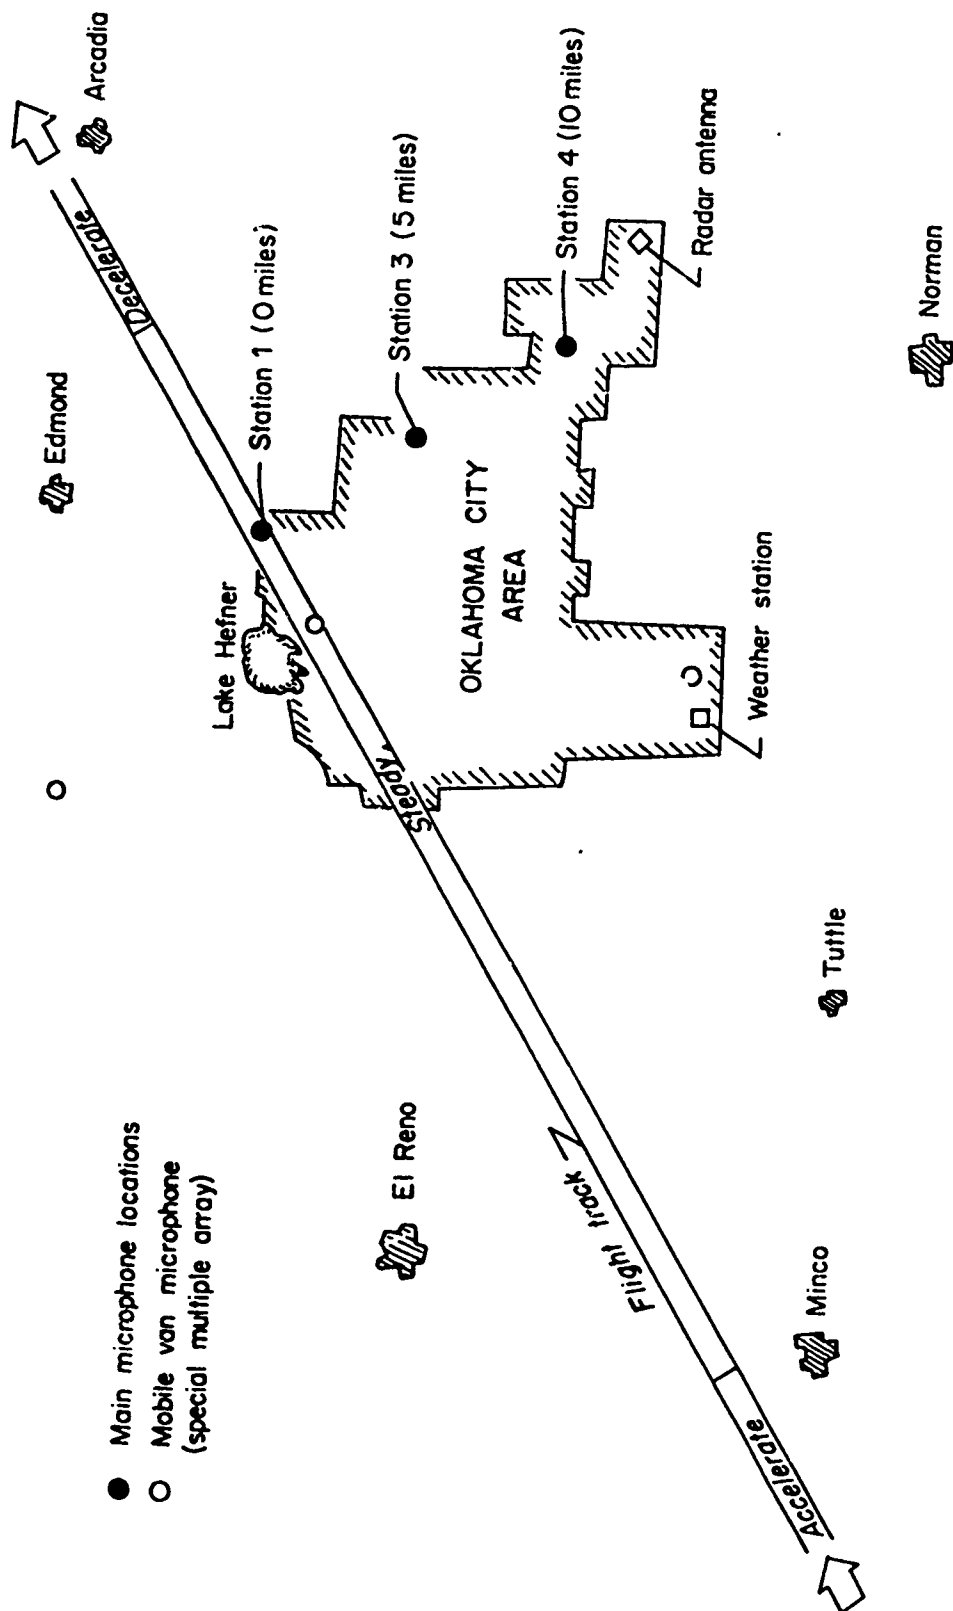 Main microphone locations
Mobile van microphone
(special multiple array)
Edmond
Arcadia
Decelerate
Lake Hefner
Station 1 (0 miles)
Station 3 (5 miles)
Station 4 (10 miles)
Steady
El Reno
OKLAHOMA CITY
AREA
Radar antenna
Weather station
Flight track
Accelerate
Minco
Tuttle
Norman